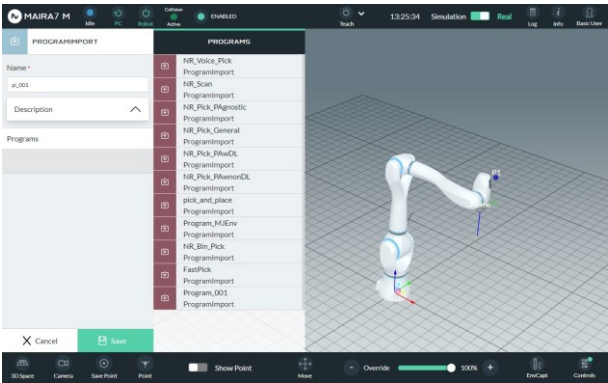 MAIRA7 M
Idle
PC
Robot
Collision
Active
ENABLED
Teach
13:25:34
Simulation
Real
Log
Info
Basic User
PROGRAMIMPORT
Name *
pi_001
Description
Programs
Cancel
Save
PROGRAMS
NR_Voice_Pick
ProgramImport
NR_Scan
ProgramImport
NR_Pick_PAgnostic
ProgramImport
NR_Pick_General
ProgramImport
NR_Pick_PAwDL
ProgramImport
NR_Pick_PAwnonDL
ProgramImport
pick_and_place
ProgramImport
Program_MJEnv
ProgramImport
NR_Bin_Pick
ProgramImport
FastPick
ProgramImport
Program_001
ProgramImport
P1
3D Space
Camera
Save Point
Point
Show Point
Move
- Override 100% +
EnvCapt
Controls